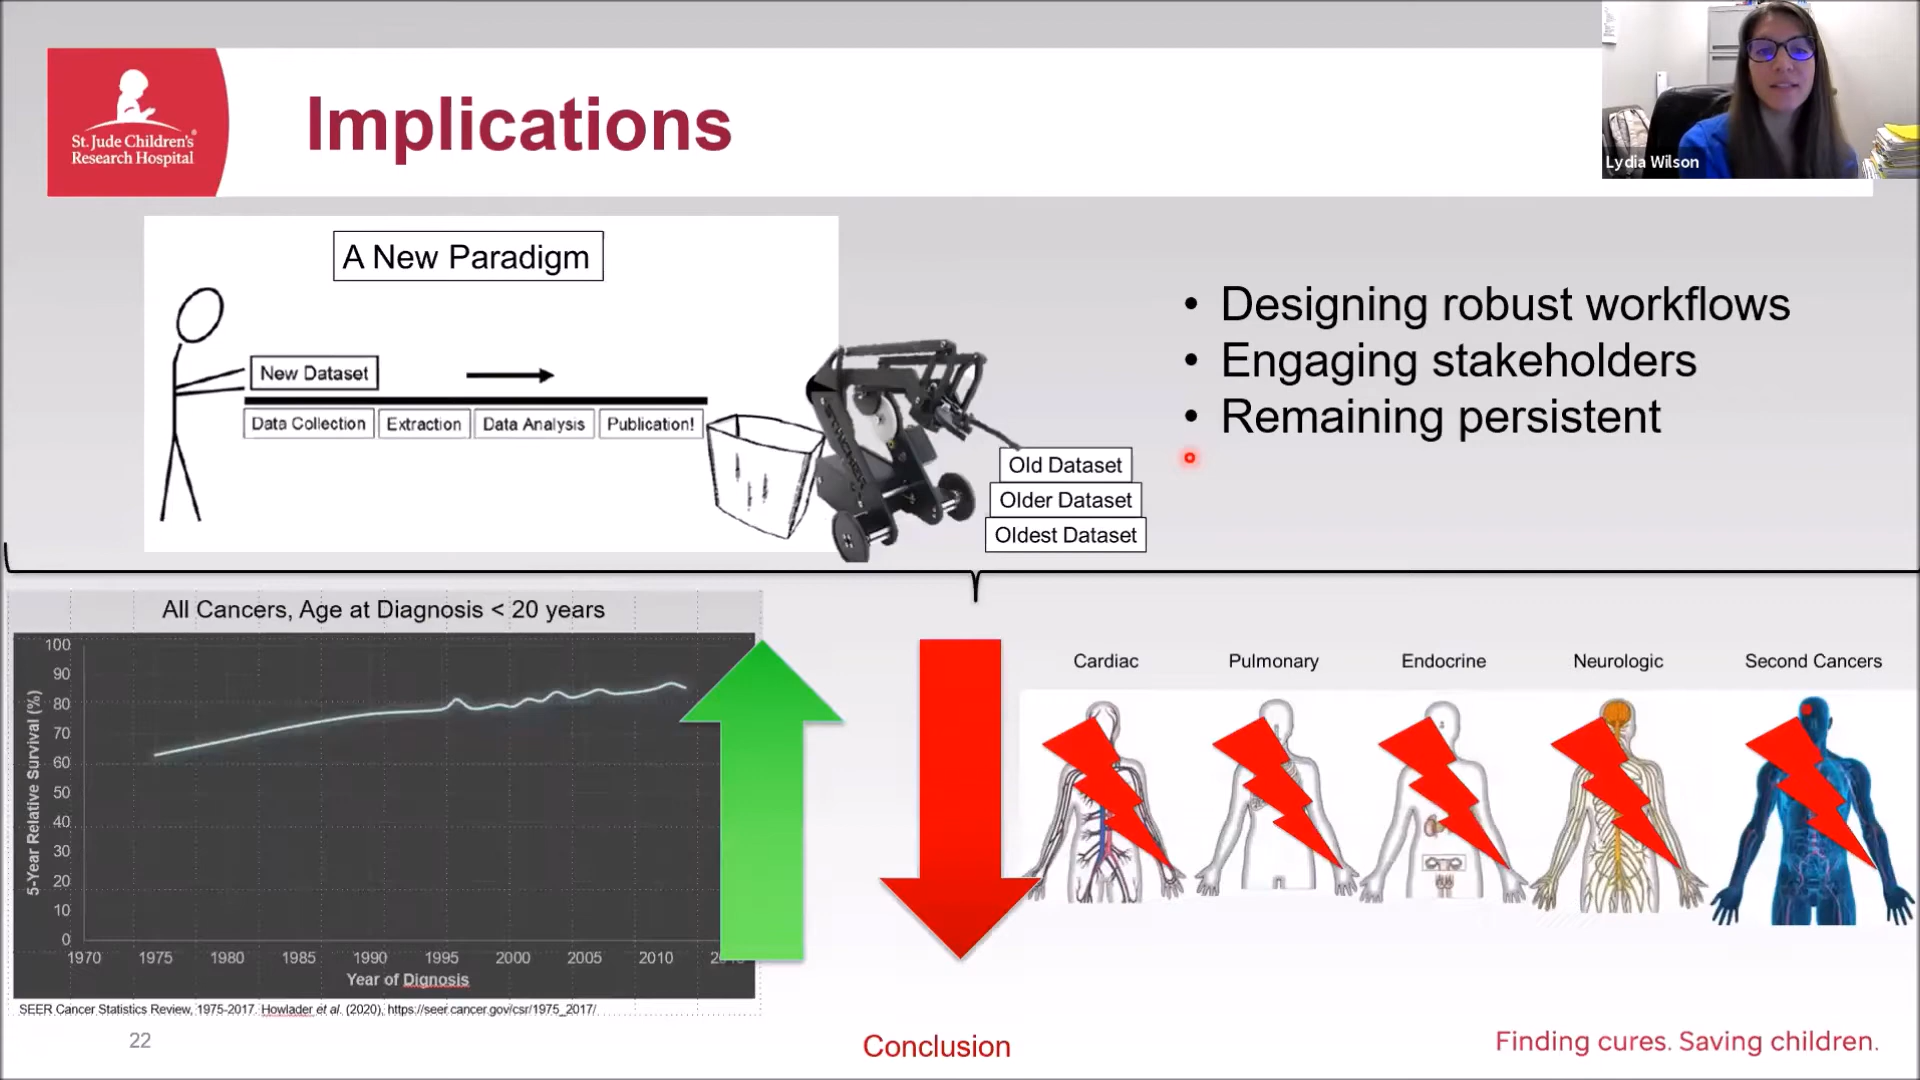 St. Jude Children's®
Research Hospital
Implications
Lydia Wilson
A New Paradigm
New Dataset
Data Collection
Extraction
Data Analysis
Publication!
Old Dataset
Older Dataset
Oldest Dataset
• Designing robust workflows
• Engaging stakeholders
• Remaining persistent
All Cancers, Age at Diagnosis < 20 years
5-Year Relative Survival (%)
100
90
80
70
60
50
40
30
20
10
0
1970 1975 1980 1985 1990 1995 2000 2005 2010
Year of Dignosis
SEER Cancer Statistics Review, 1975-2017. Howlader et al. (2020), https://seer.cancer.gov/csr/1975_2017/
Cardiac
Pulmonary
Endocrine
Neurologic
Second Cancers
22
Conclusion
Finding cures. Saving children.